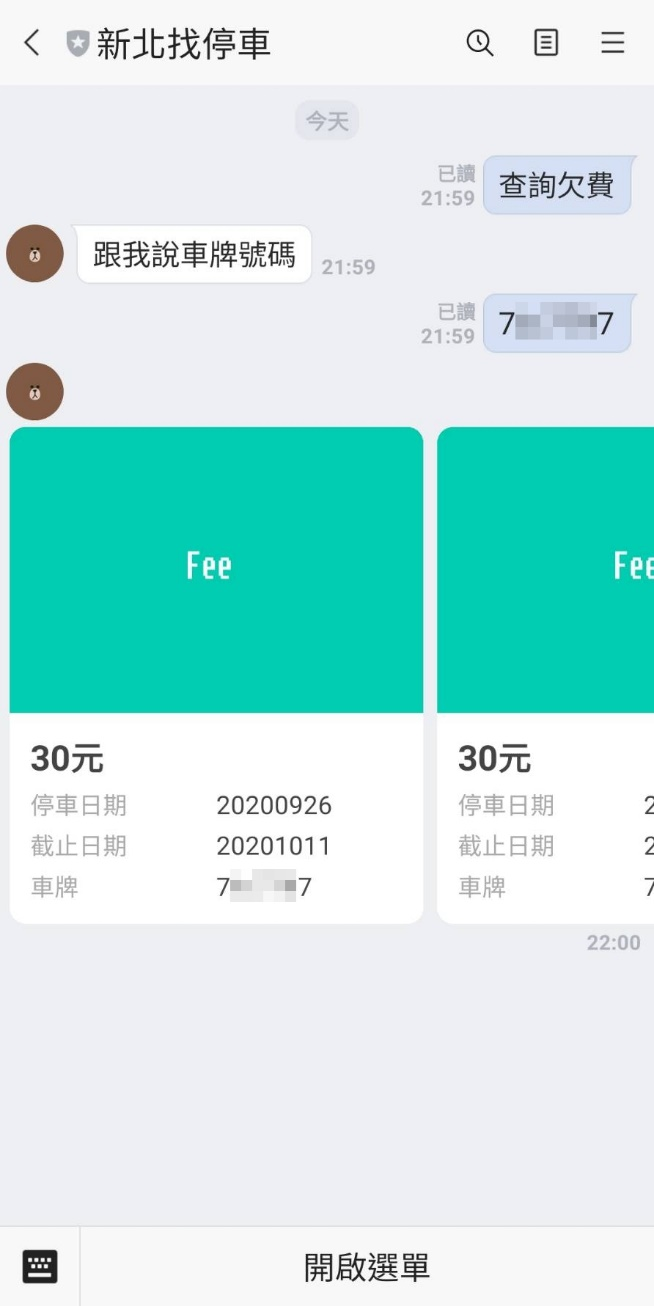 新北找停車
今天
已讀
21:59
查詢欠費
跟我說車牌號碼
21:59
已讀
21:59
7 7
Fee
30元
停車日期 20200926
截止日期 20201011
車牌 7 7
Fee
30元
停車日期 2
截止日期 2
車牌 7
22:00
開啟選單